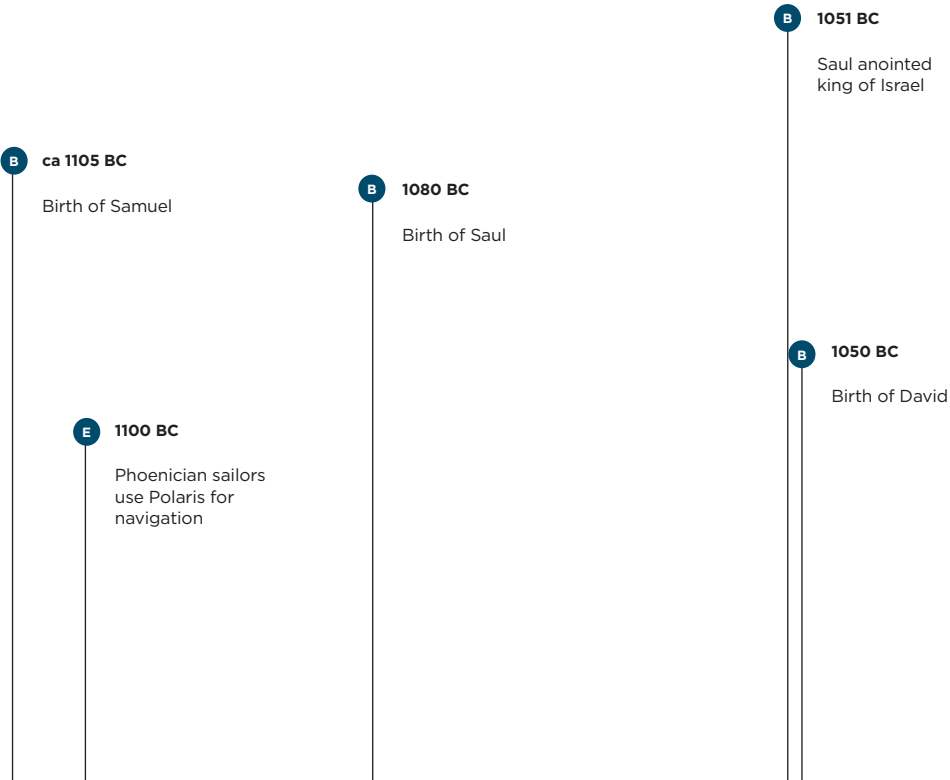 B
1051 BC
Saul anointed
king of Israel
B
ca 1105 BC
Birth of Samuel
B
1080 BC
Birth of Saul
B
1050 BC
Birth of David
E
1100 BC
Phoenician sailors
use Polaris for
navigation